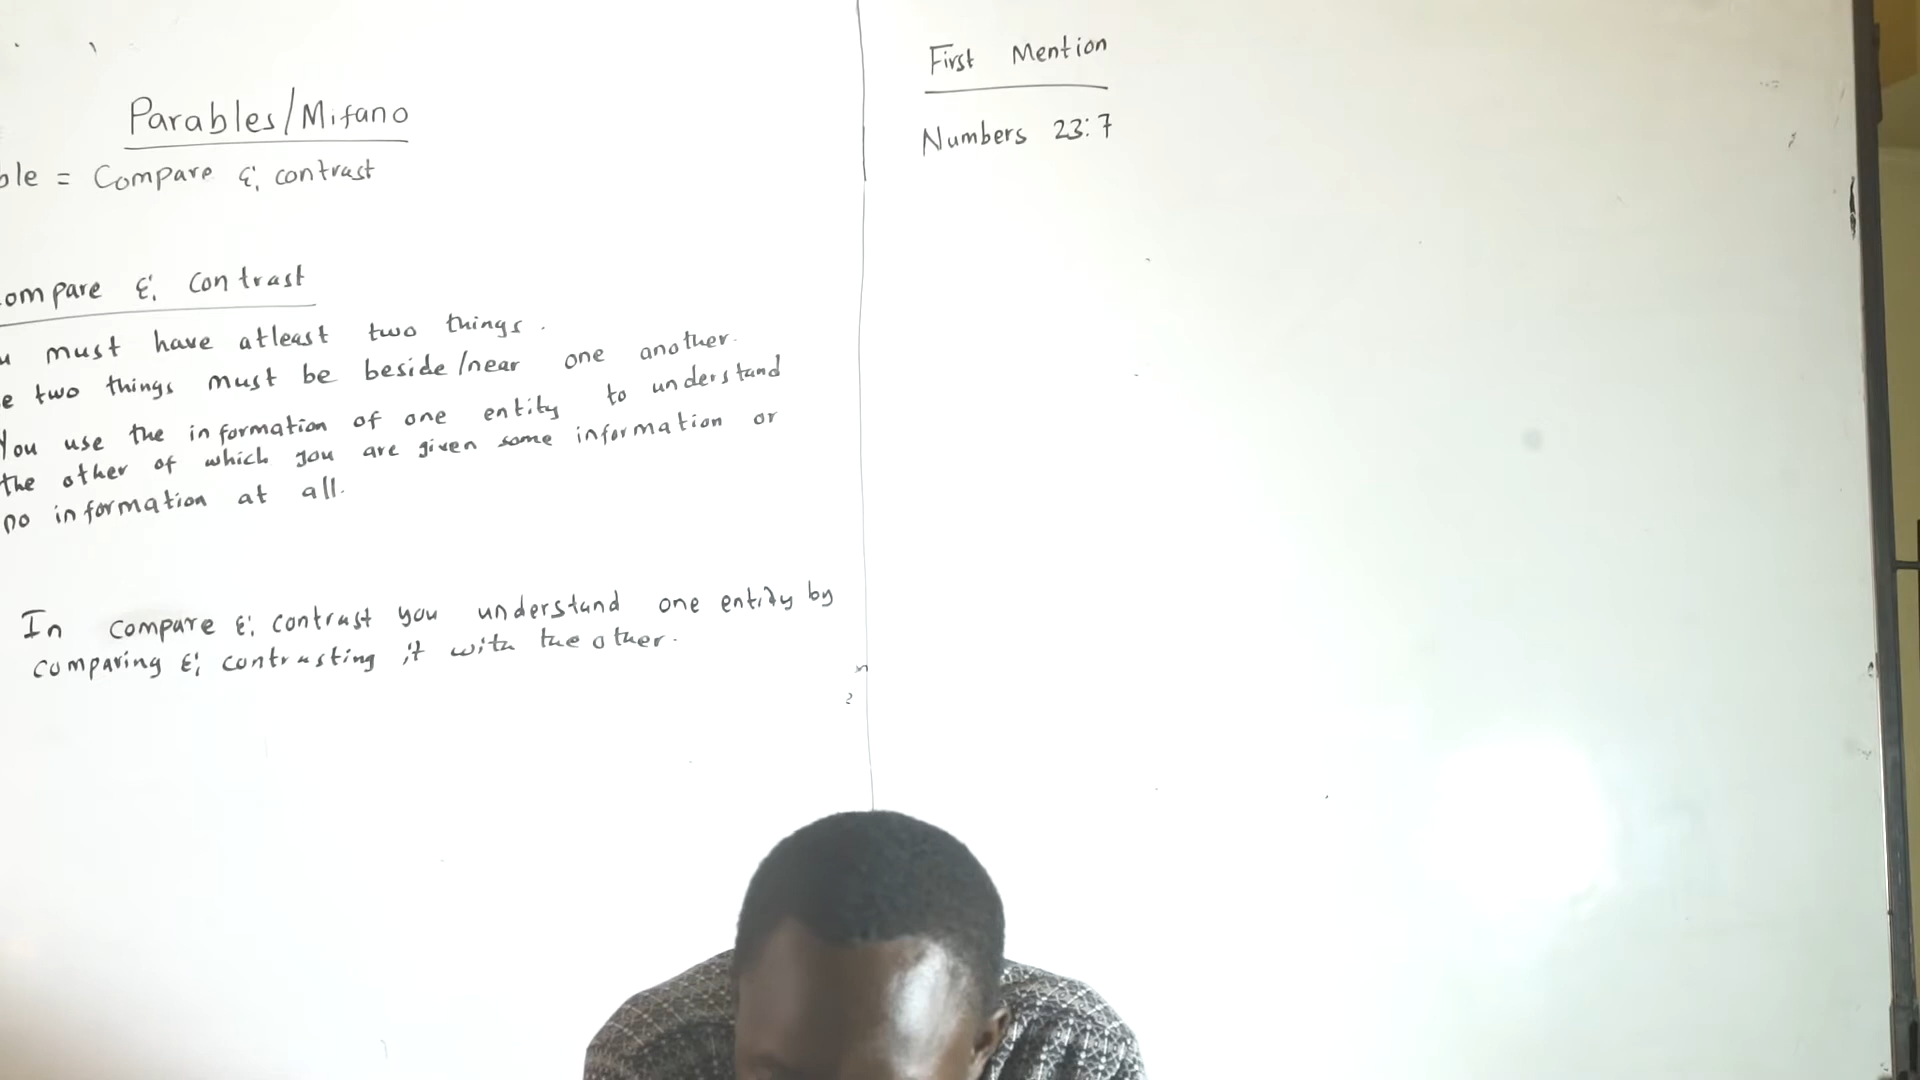 Parables/Mifano
ble = Compare & contrast
ompare & contrast
u must have atleast two things.
e two things must be beside/near one another.
You use the information of one entity to understand
the other of which you are given some information or
no information at all.
In compare & contrast you understand one entity by
comparing & contrasting it with the other.
First Mention
Numbers 23:7